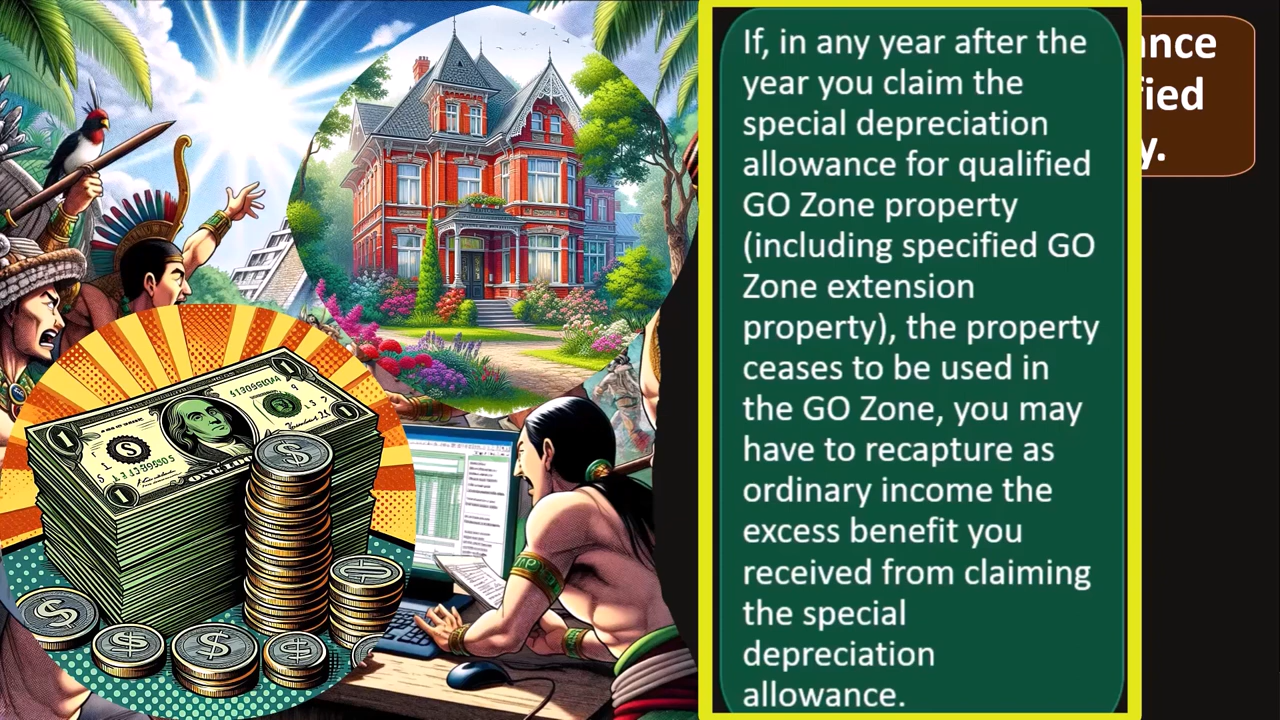 If, in any year after the
year you claim the
special depreciation
allowance for qualified
GO Zone property
(including specified GO
Zone extension
property), the property
ceases to be used in
the GO Zone, you may
have to recapture as
ordinary income the
excess benefit you
received from claiming
the special
depreciation
allowance.